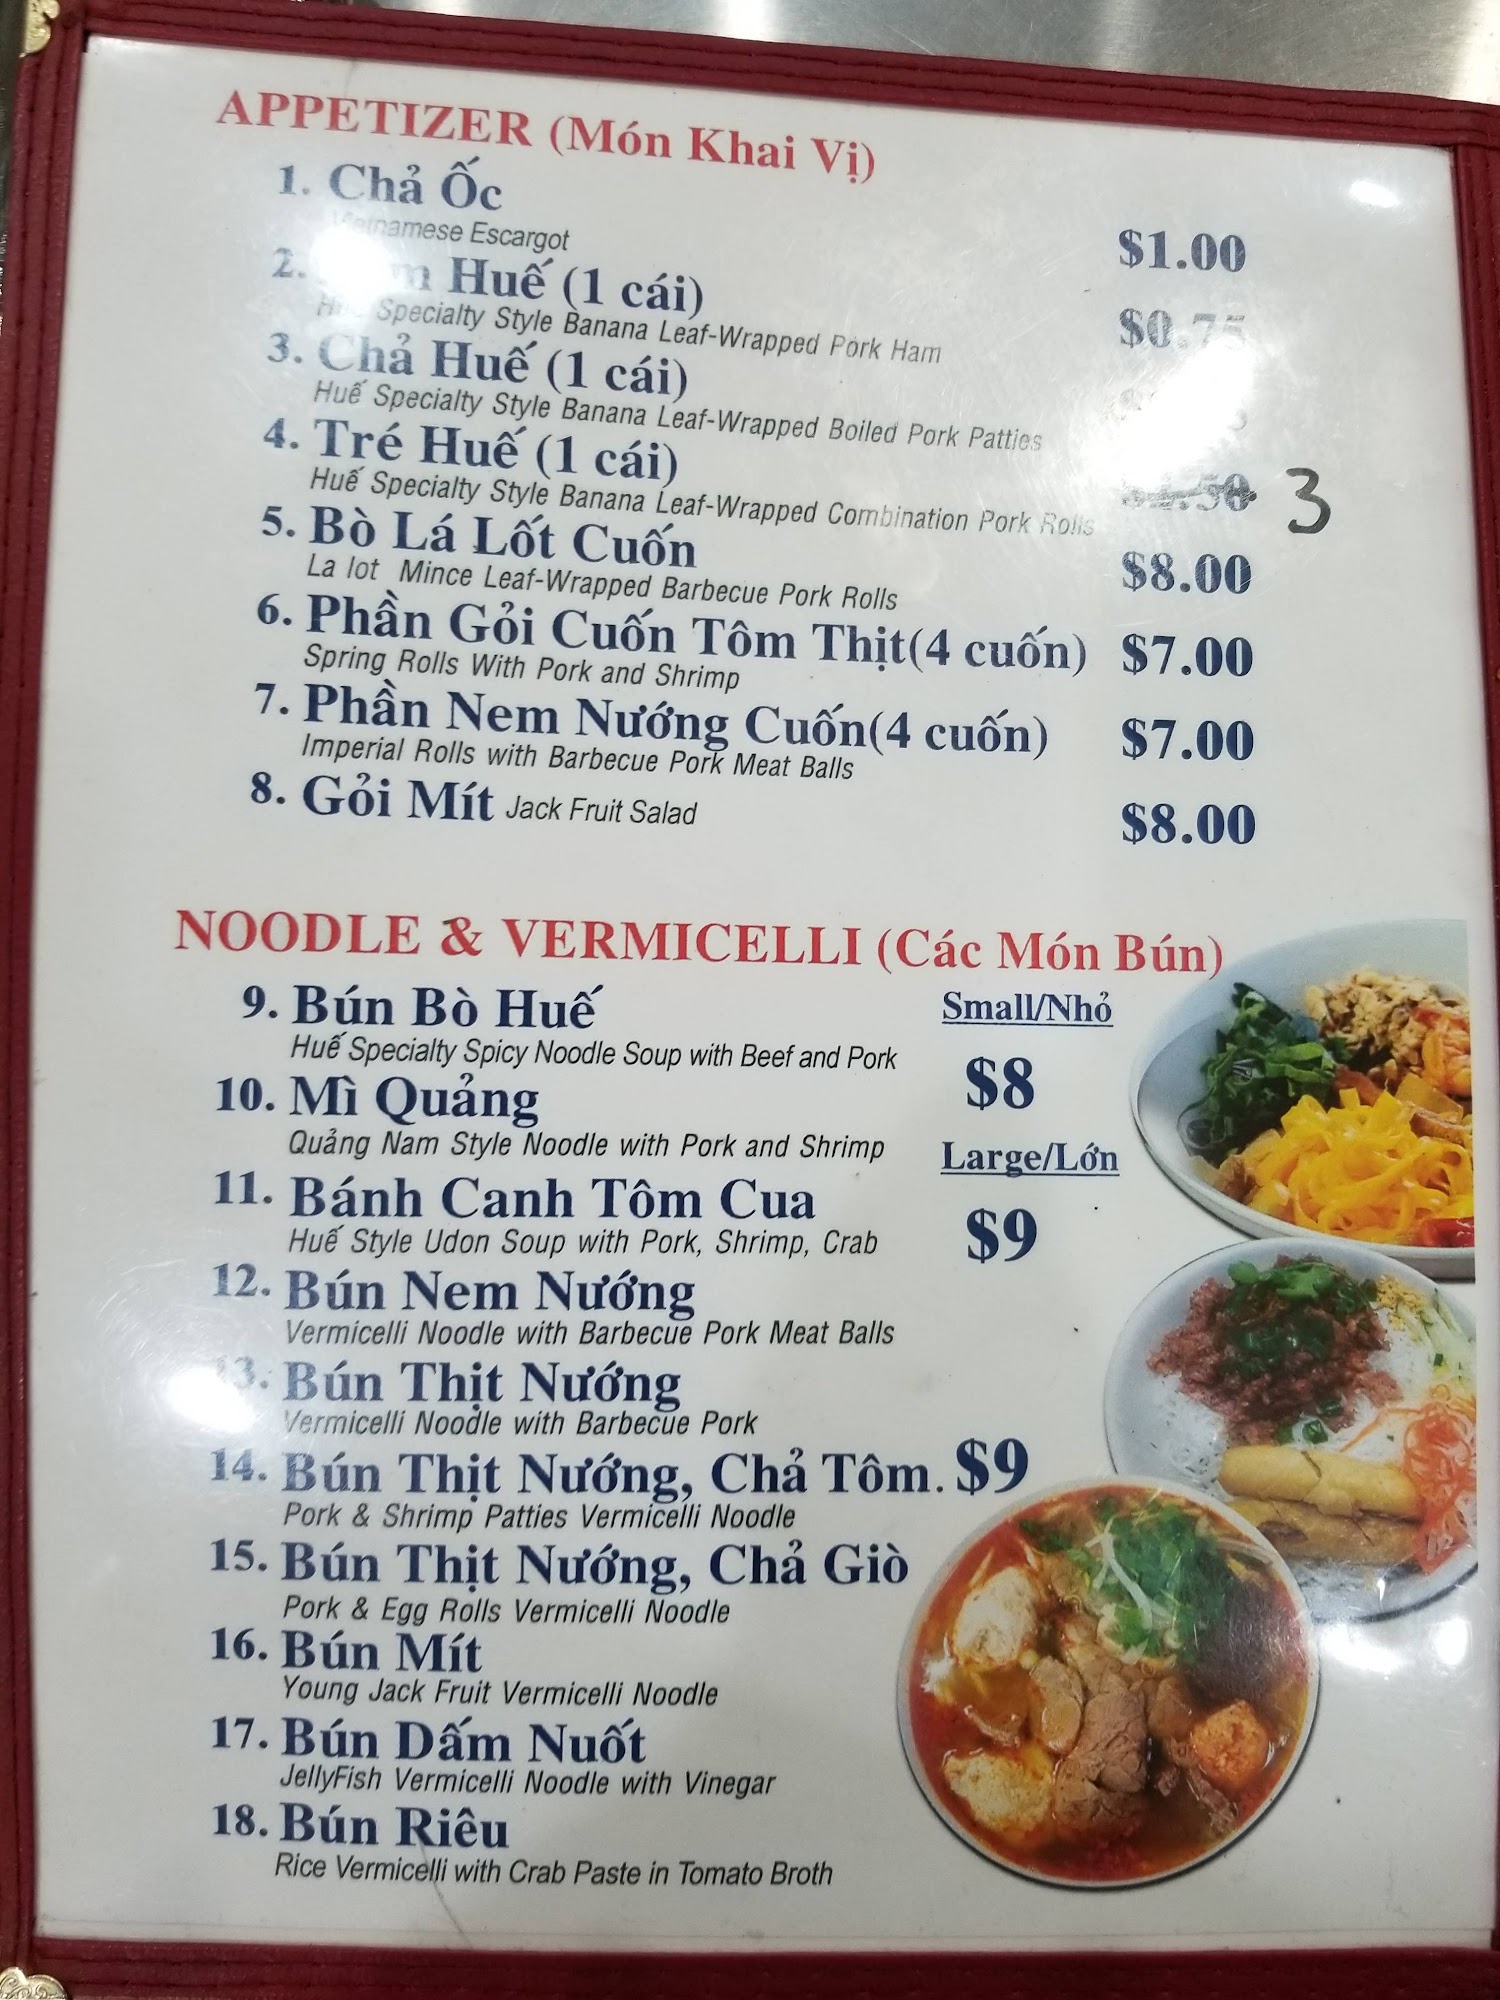 APPETIZER (Món Khai Vị)
1. Chả Ốc
Vietnamese Escargot
$1.00
2. Huế (1 cái)
Huế Specialty Style Banana Leaf-Wrapped Pork Ham
$0.75
3. Chả Huế (1 cái)
Huế Specialty Style Banana Leaf-Wrapped Boiled Pork Patties
4. Tré Huế (1 cái)
Huế Specialty Style Banana Leaf-Wrapped Combination Pork Rolls
3
5. Bò Lá Lốt Cuốn
$8.00
La lot Mince Leaf-Wrapped Barbecue Pork Rolls
6. Phần Gỏi Cuốn Tôm Thịt(4 cuốn) $7.00
Spring Rolls With Pork and Shrimp
7. Phần Nem Nướng Cuốn(4 cuốn) $7.00
Imperial Rolls with Barbecue Pork Meat Balls
8. Gỏi Mít Jack Fruit Salad $8.00
NOODLE & VERMICELLI (Các Món Bún)
9. Bún Bò Huế
Small/Nhỏ
Huế Specialty Spicy Noodle Soup with Beef and Pork
$8
10. Mì Quảng
Quảng Nam Style Noodle with Pork and Shrimp
Large/Lớn
11. Bánh Canh Tôm Cua
$9
Huế Style Udon Soup with Pork, Shrimp, Crab
12. Bún Nem Nướng
Vermicelli Noodle with Barbecue Pork Meat Balls
13. Bún Thịt Nướng
Vermicelli Noodle with Barbecue Pork
14. Bún Thịt Nướng, Chả Tôm. $9
Pork & Shrimp Patties Vermicelli Noodle
15. Bún Thịt Nướng, Chả Giò
Pork & Egg Rolls Vermicelli Noodle
16. Bún Mít
Young Jack Fruit Vermicelli Noodle
17. Bún Dấm Nuốt
JellyFish Vermicelli Noodle with Vinegar
18. Bún Riêu
Rice Vermicelli with Crab Paste in Tomato Broth